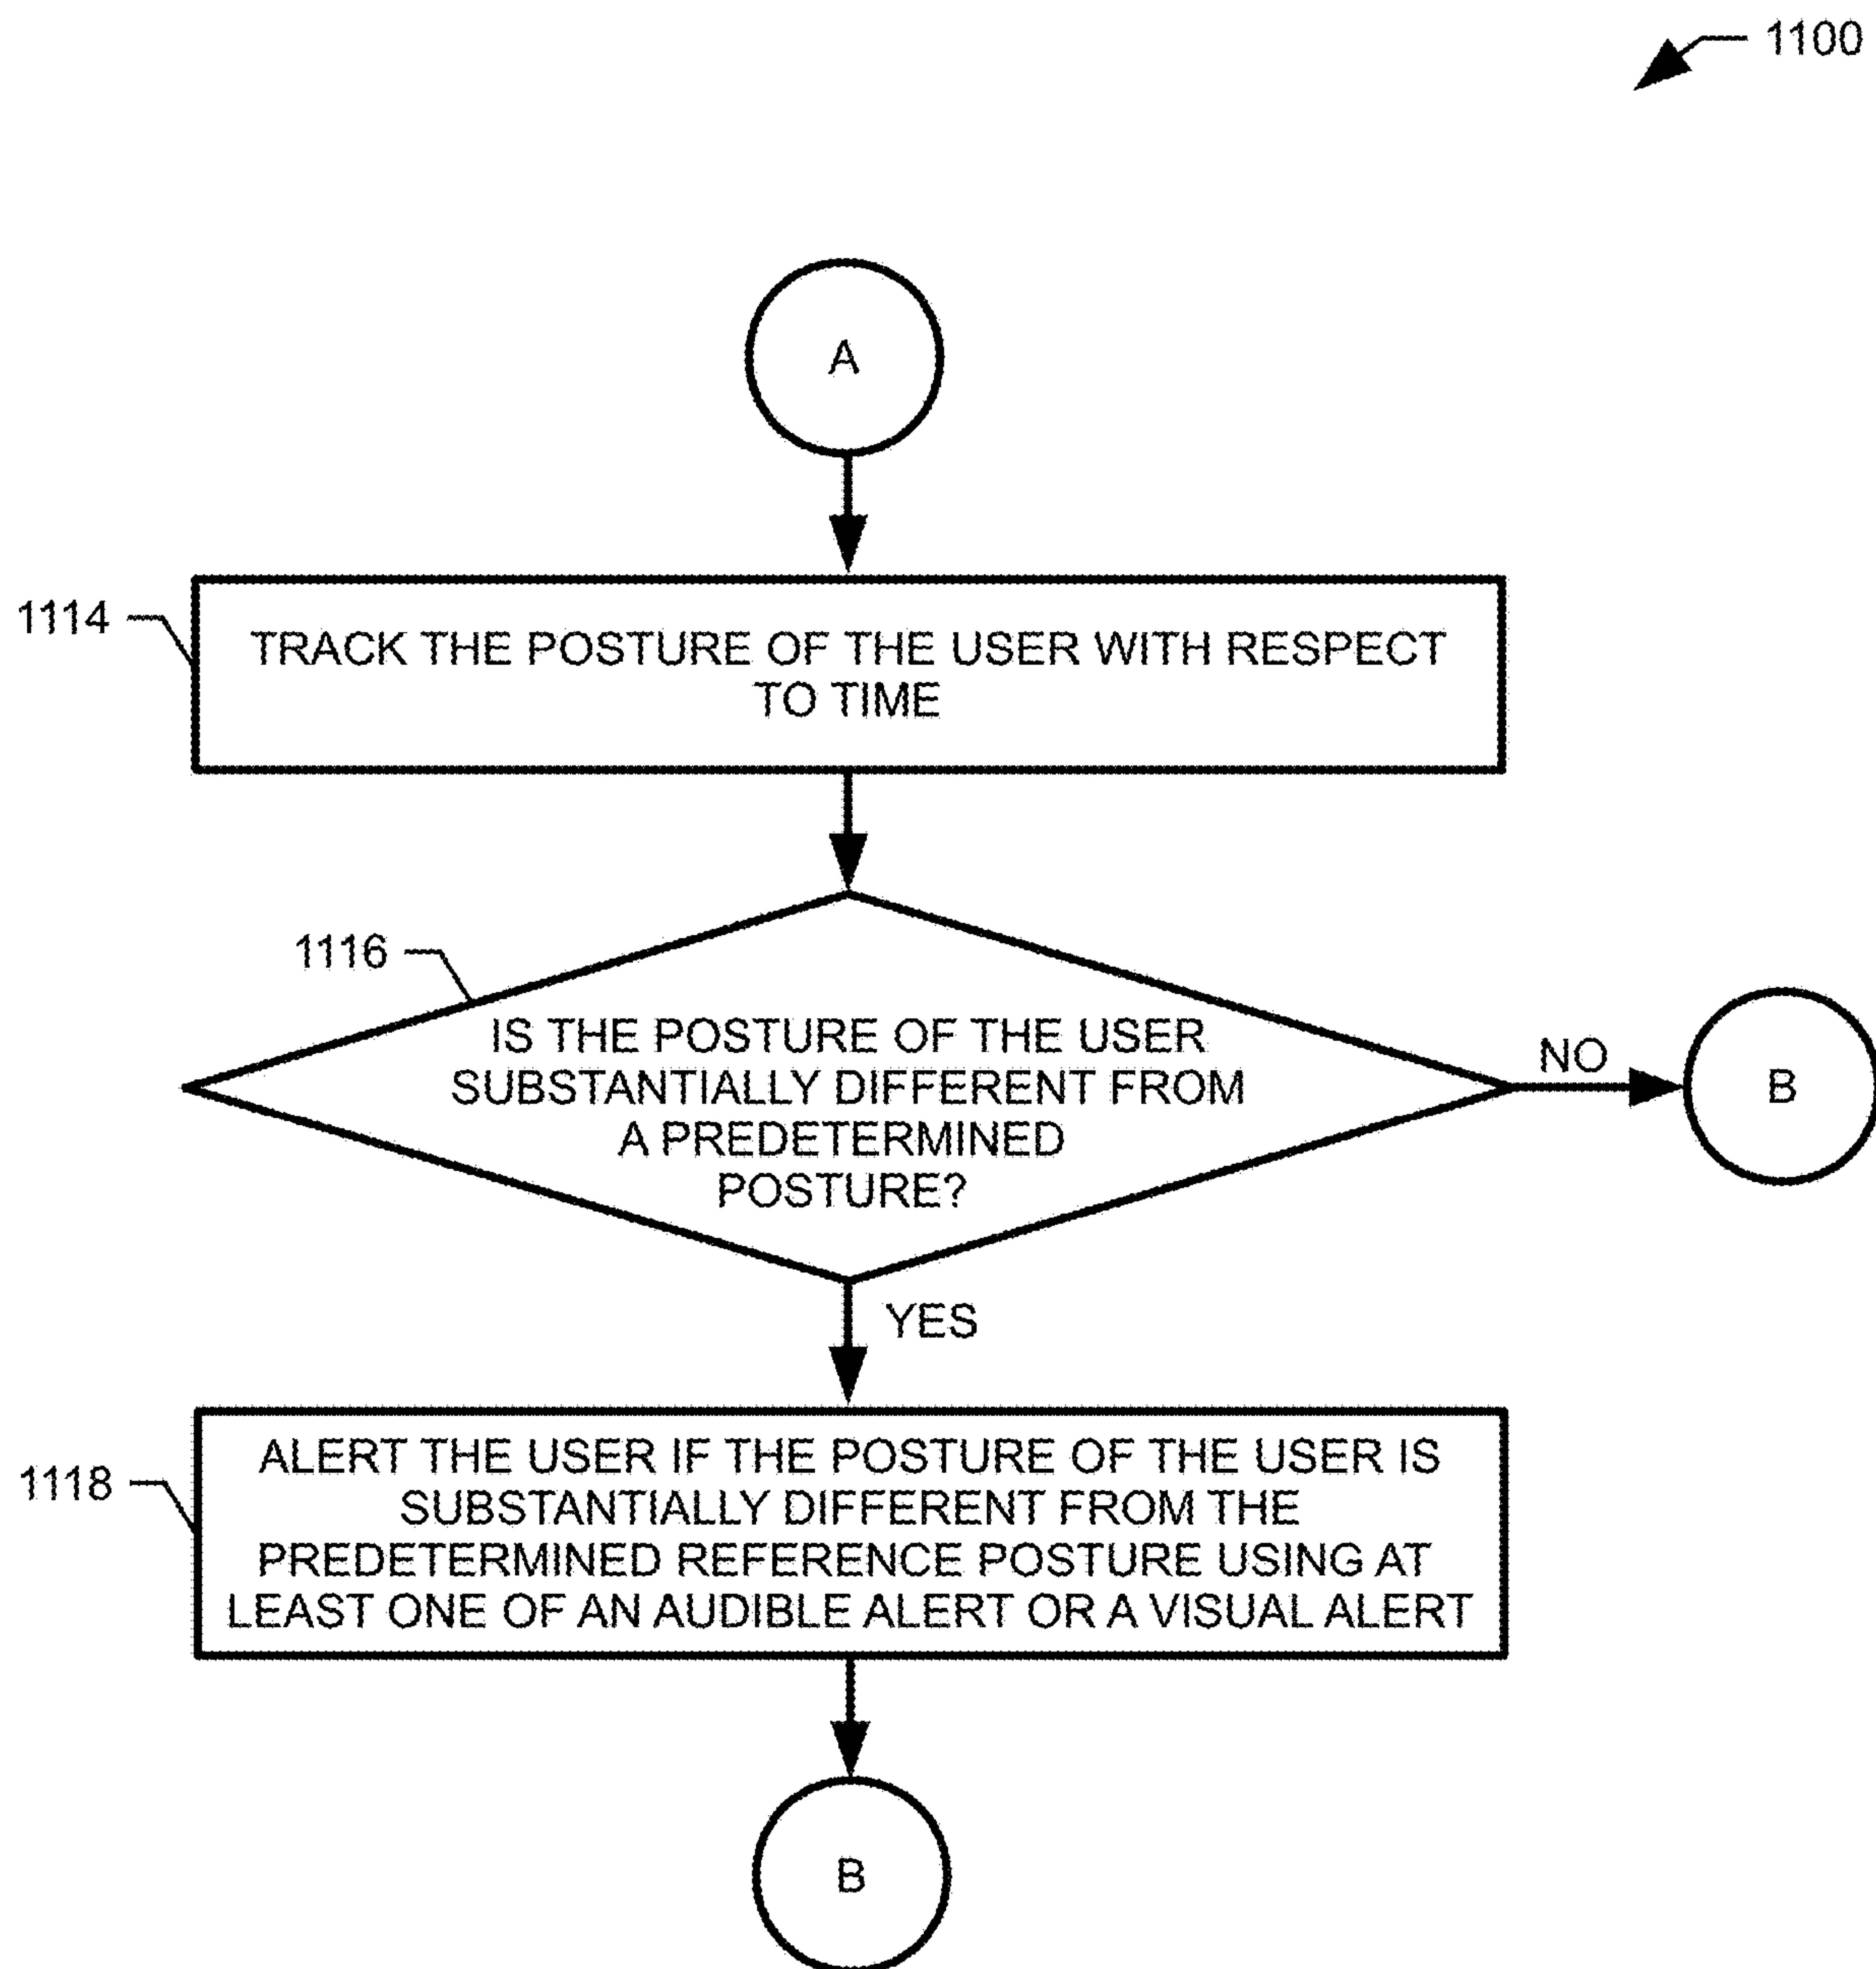 1100
A
1114
TRACK THE POSTURE OF THE USER WITH RESPECT
TO TIME
1116
IS THE POSTURE OF THE USER
SUBSTANTIALLY DIFFERENT FROM
A PREDETERMINED
POSTURE?
NO
B
YES
1118
ALERT THE USER IF THE POSTURE OF THE USER IS
SUBSTANTIALLY DIFFERENT FROM THE
PREDETERMINED REFERENCE POSTURE USING AT
LEAST ONE OF AN AUDIBLE ALERT OR A VISUAL ALERT
B